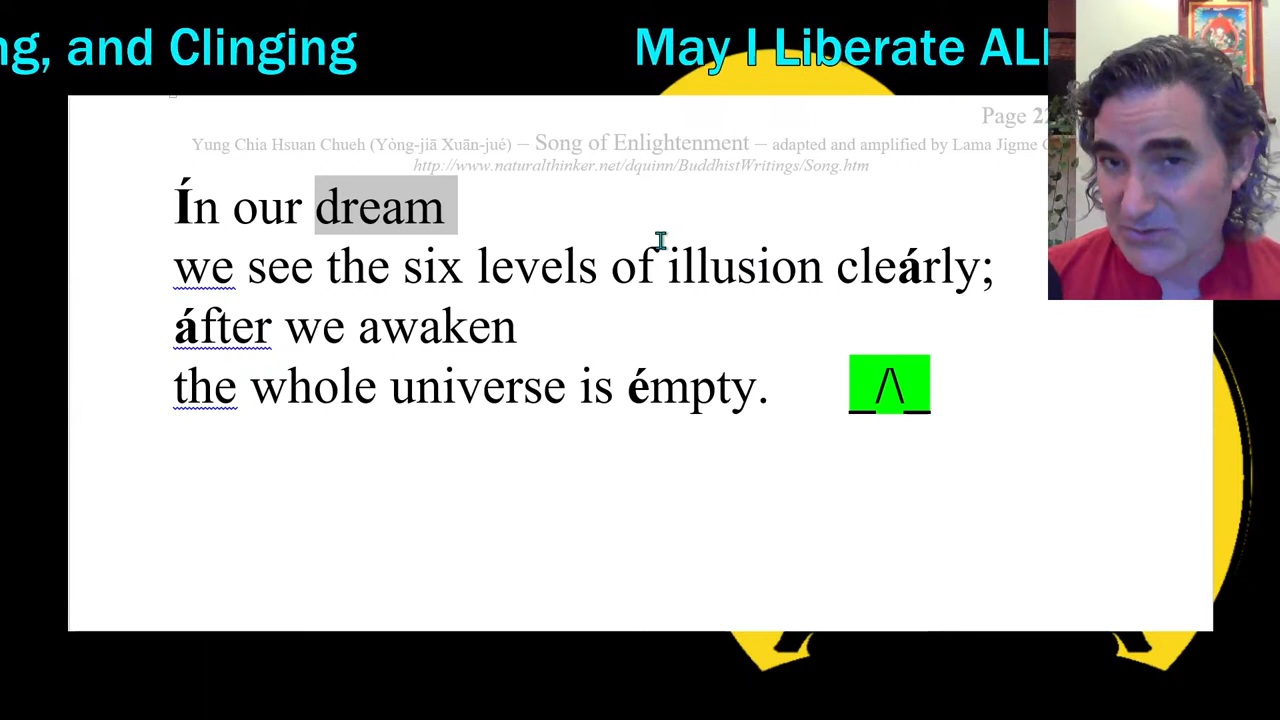 ng, and Clinging May I Liberate ALL
Page 22
Yung Chia Hsuan Chueh (Yòng-jiā Xuān-jué) – Song of Enlightenment – adapted and amplified by Lama Jigme
http://www.naturalthinker.net/dquinn/BuddhistWritings/Song.htm
Ín our dream
we see the six levels of illusion cleárly;
áfter we awaken
the whole universe is émpty. _/\_